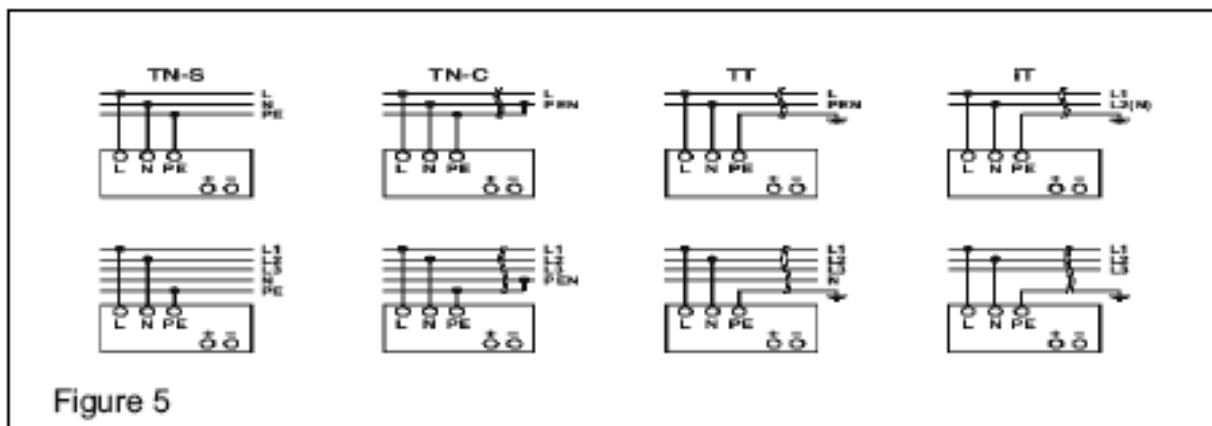 TN-S TN-C TT IT
L L L L1
N PEN PEN L2(N)
PE
L N PE L N PE L N PE L N PE
+ = + = + = + =
L1 L1 L1 L1
L2 L2 L2 L2
L3 L3 L3 L3
N PEN N
PE
L N PE L N PE L N PE L N PE
+ = + = + = + =
Figure 5